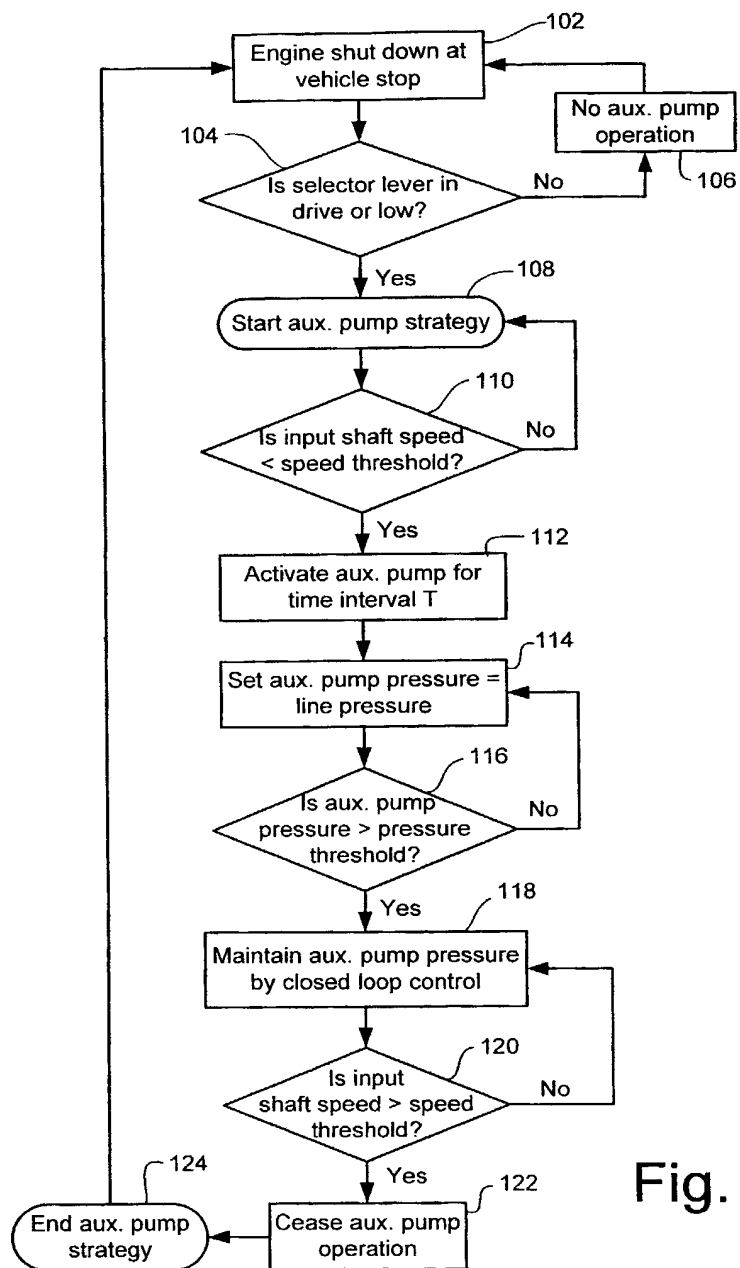 102
Engine shut down at
vehicle stop
No aux. pump
operation
106
104
Is selector lever in
drive or low?
No
Yes
108
Start aux. pump strategy
110
Is input shaft speed
< speed threshold?
No
Yes
112
Activate aux. pump for
time interval T
114
Set aux. pump pressure =
line pressure
116
Is aux. pump
pressure > pressure
threshold?
No
Yes
118
Maintain aux. pump pressure
by closed loop control
120
Is input
shaft speed > speed
threshold?
No
Yes
122
Cease aux. pump
operation
124
End aux. pump
strategy
Fig.